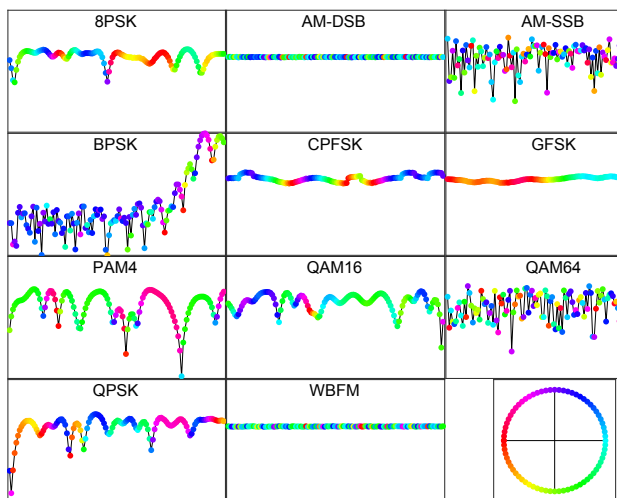 8PSK
AM-DSB
AM-SSB
BPSK
CPFSK
GFSK
PAM4
QAM16
QAM64
QPSK
WBFM